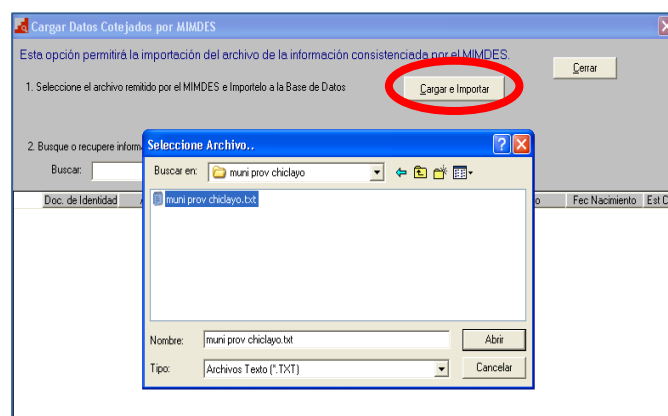 Cargar Datos Cotejados por MIMDES
Esta opción permitirá la importación del archivo de la información consistenciada por el MIMDES.
Cerrar
1. Seleccione el archivo remitido por el MIMDES e Importelo a la Base de Datos
Cargar e Importar
2. Busque o recupere inform
Seleccione Archivo..
Buscar:
Buscar en:
muni prov chiclayo
Doc. de Identidad
muni prov chiclayo.txt
Fec Nacimiento
Est C
Nombre:
muni prov chiclayo.txt
Abrir
Tipo:
Archivos Texto (*.TXT)
Cancelar